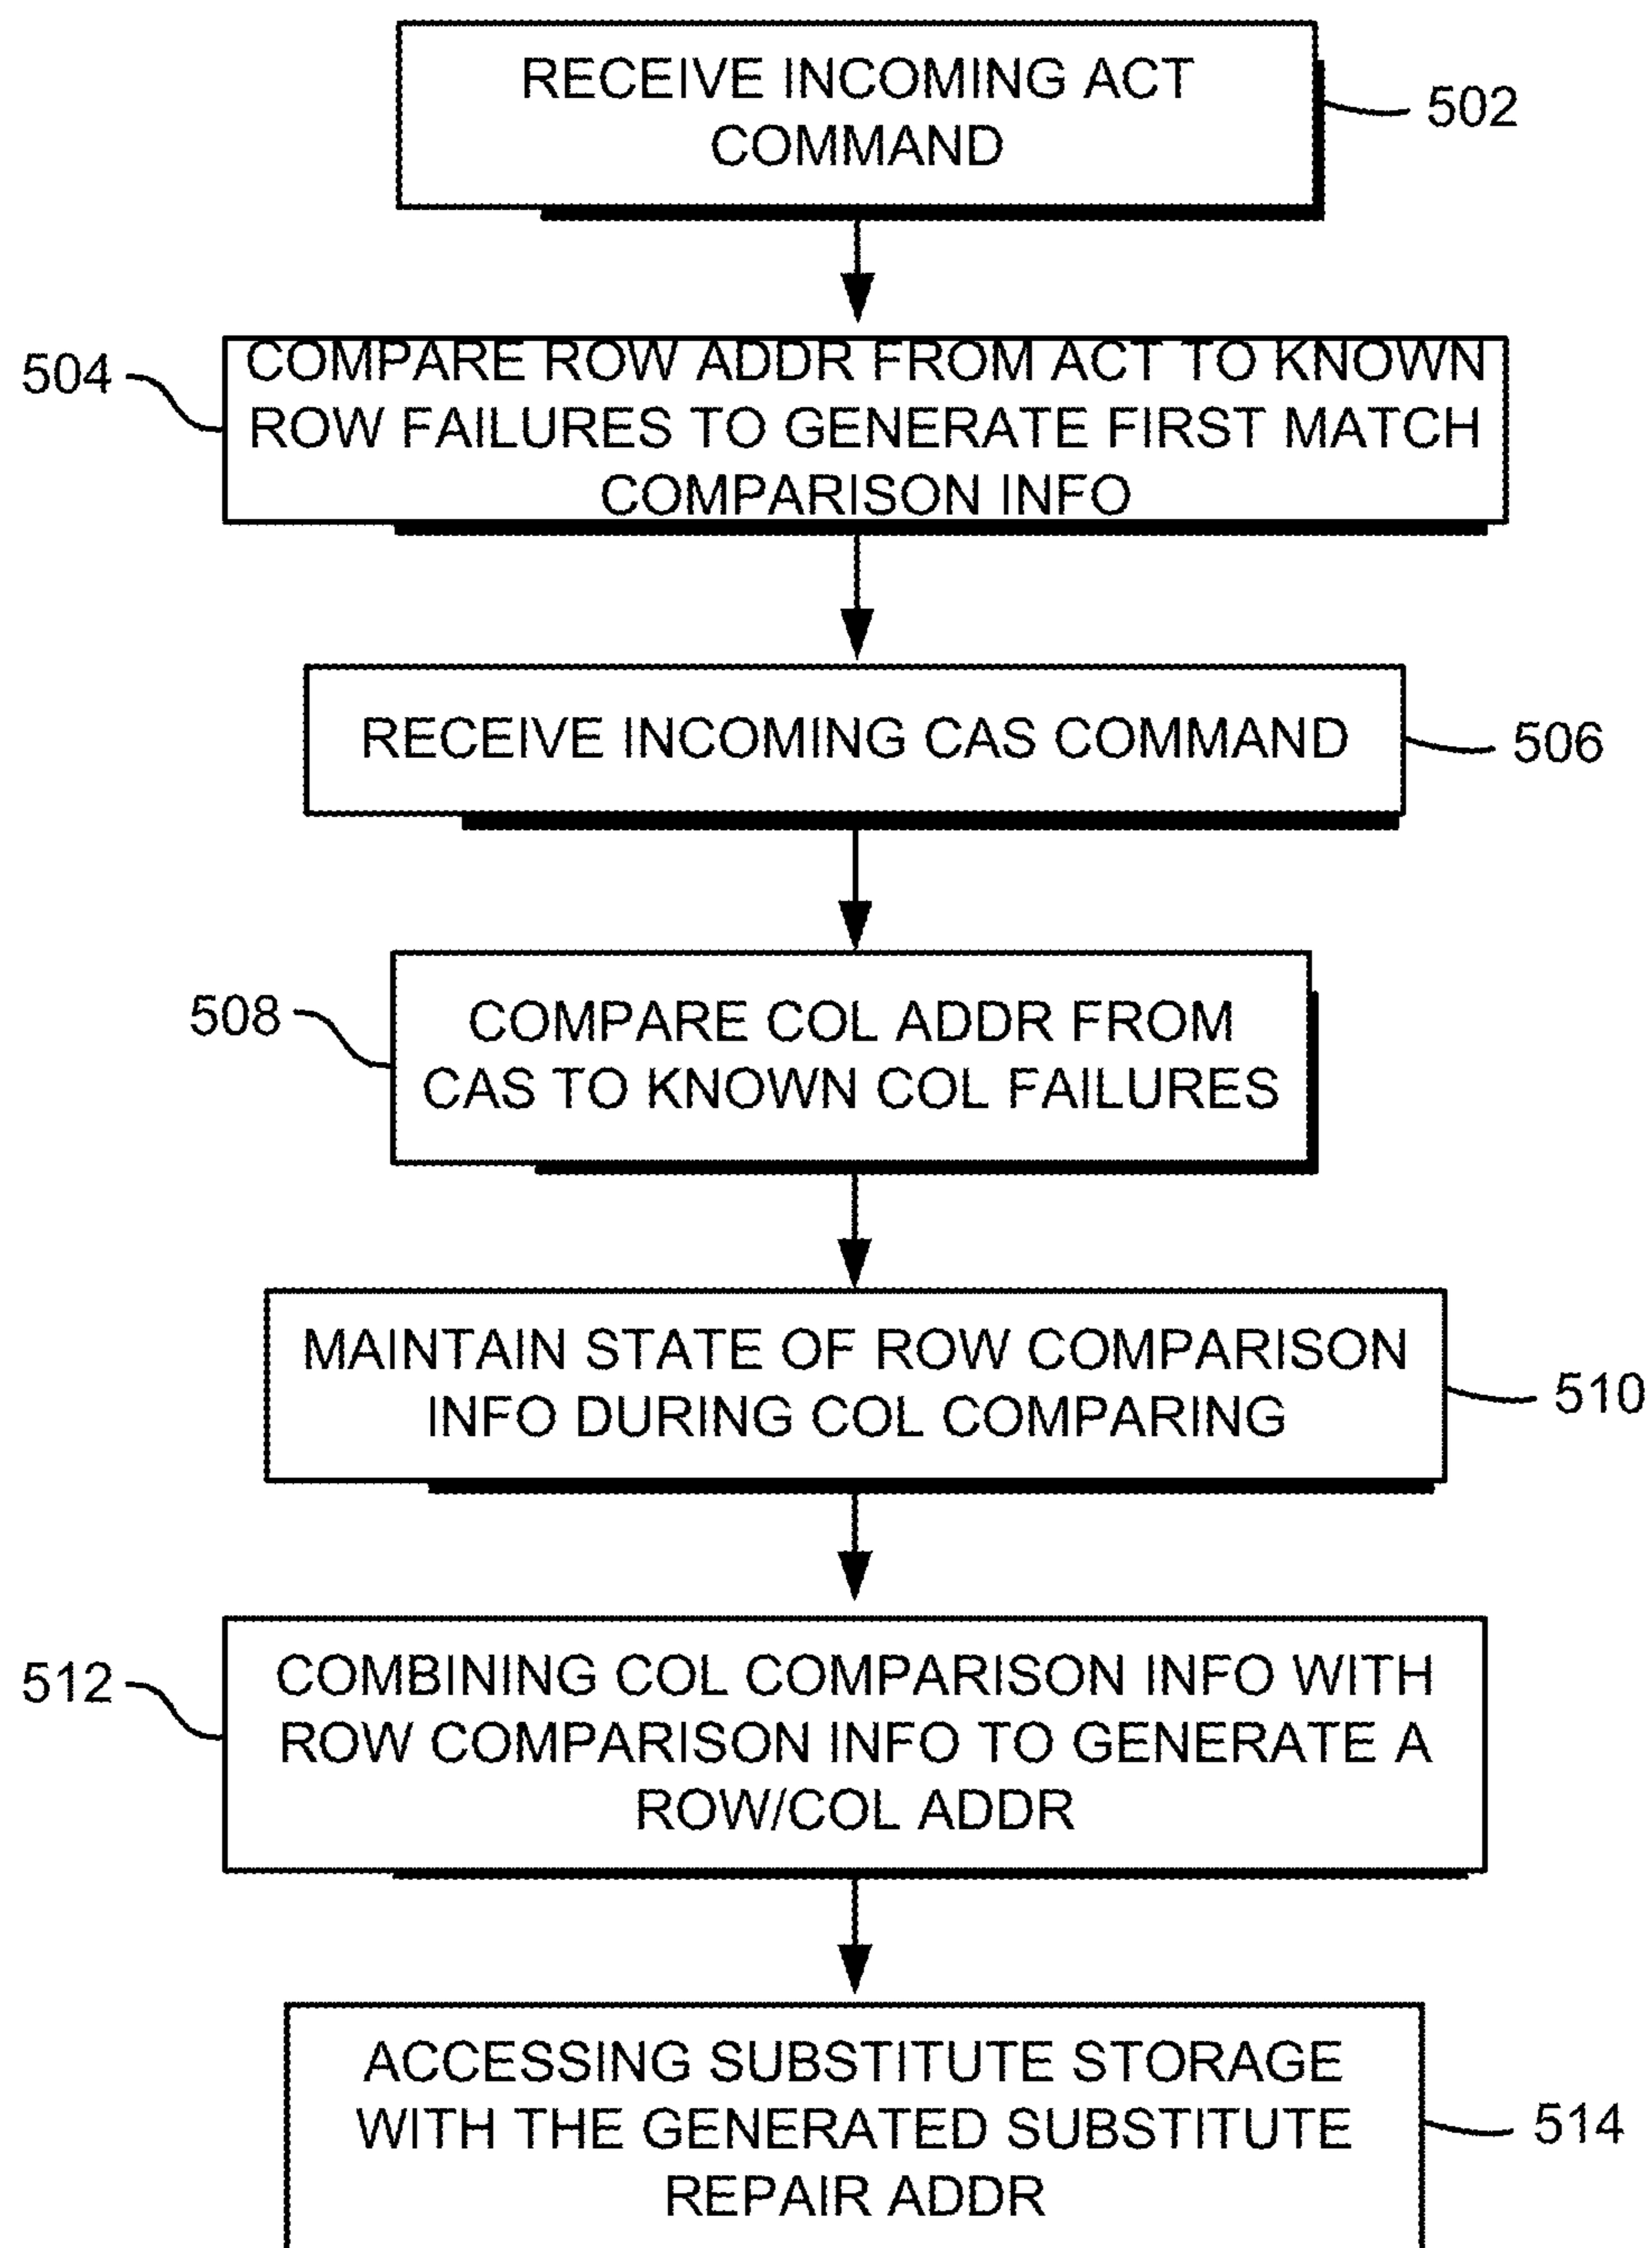 RECEIVE INCOMING ACT
COMMAND
502
504
COMPARE ROW ADDR FROM ACT TO KNOWN
ROW FAILURES TO GENERATE FIRST MATCH
COMPARISON INFO
RECEIVE INCOMING CAS COMMAND
506
508
COMPARE COL ADDR FROM
CAS TO KNOWN COL FAILURES
MAINTAIN STATE OF ROW COMPARISON
INFO DURING COL COMPARING
510
512
COMBINING COL COMPARISON INFO WITH
ROW COMPARISON INFO TO GENERATE A
ROW/COL ADDR
ACCESSING SUBSTITUTE STORAGE
WITH THE GENERATED SUBSTITUTE
REPAIR ADDR
514